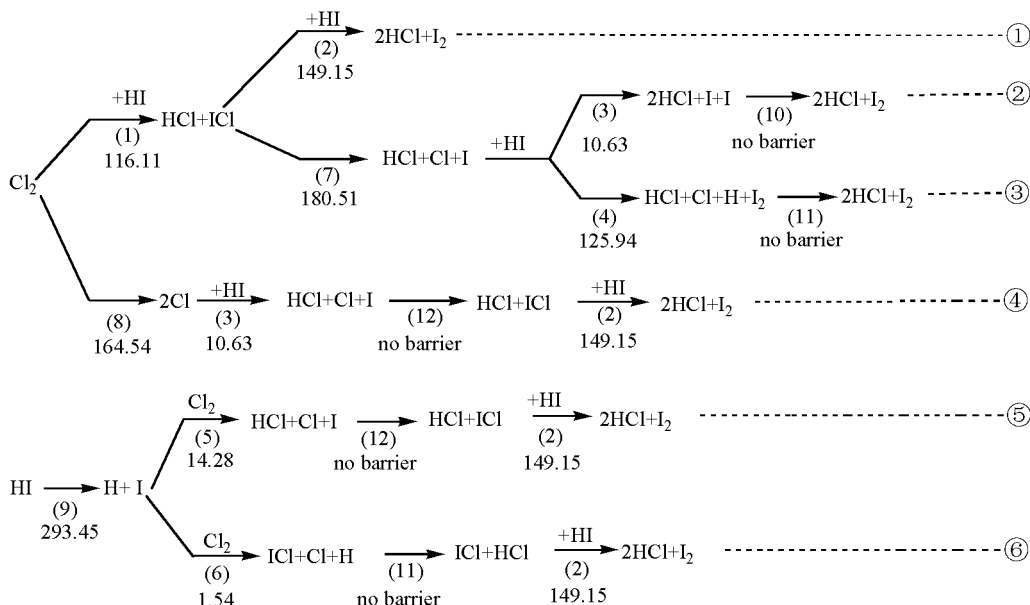 +HI
(2)
149.15
2HCl+I₂
①
+HI
(1)
116.11
HCl+ICl
(3)
10.63
2HCl+I+I
(10)
no barrier
2HCl+I₂
②
(7)
180.51
HCl+Cl+I
+HI
Cl₂
(4)
125.94
HCl+Cl+H+I₂
(11)
no barrier
2HCl+I₂
③
(8)
164.54
2Cl
+HI
(3)
10.63
HCl+Cl+I
(12)
no barrier
HCl+ICl
+HI
(2)
149.15
2HCl+I₂
④
Cl₂
(5)
14.28
HCl+Cl+I
(12)
no barrier
HCl+ICl
+HI
(2)
149.15
2HCl+I₂
⑤
HI
(9)
293.45
H+ I
Cl₂
(6)
1.54
ICl+Cl+H
(11)
no barrier
ICl+HCl
+HI
(2)
149.15
2HCl+I₂
⑥